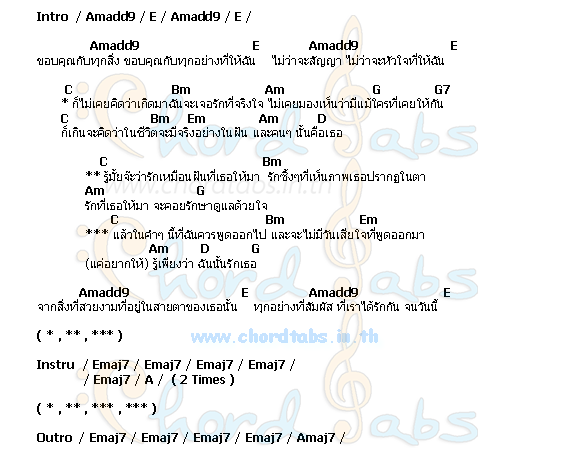 Intro / Amadd9 / E / Amadd9 / E /
Amadd9 E Amadd9 E
ขอบคุณกับทุกสิ่ง ขอบคุณกับทุกอย่างที่ให้ฉัน ไม่ว่าจะสัญญา ไม่ว่าจะหัวใจที่ให้ฉัน
C Bm Am G G7
* ก็ไม่เคยคิดว่าเกิดมาฉันจะเจอรักที่จริงใจ ไม่เคยมองเห็นว่ามีแม้ใครที่เคยให้กัน
C Bm Em Am D
ก็เกินจะคิดว่าในชีวิตจะมีจริงอย่างในฝัน และคนๆ นั้นคือเธอ
C Bm
** รู้มั้ยจ๊ะว่ารักเหมือนฝันที่เธอให้มา รักซึ้งๆที่เห็นภาพเธอปรากฏในตา
Am G
รักที่เธอให้มา จะคอยรักษาดูแลด้วยใจ
C Bm Em
*** แล้วในคำๆ นี้ที่ฉันควรพูดออกไป และจะไม่มีวันเสียใจที่พูดออกมา
Am D G
(แค่อยากให้) รู้เพียงว่า ฉันนั้นรักเธอ
Amadd9 E Amadd9 E
จากสิ่งที่สวยงามที่อยู่ในสายตาของเธอนั้น ทุกอย่างที่สัมผัส ที่เราได้รักกัน จนวันนี้
( * , ** , *** )
www.chordtabs.in.th
Instru / Emaj7 / Emaj7 / Emaj7 / Emaj7 /
/ Emaj7 / A / ( 2 Times )
( * , ** , *** , *** )
Outro / Emaj7 / Emaj7 / Emaj7 / Emaj7 / Amaj7 /